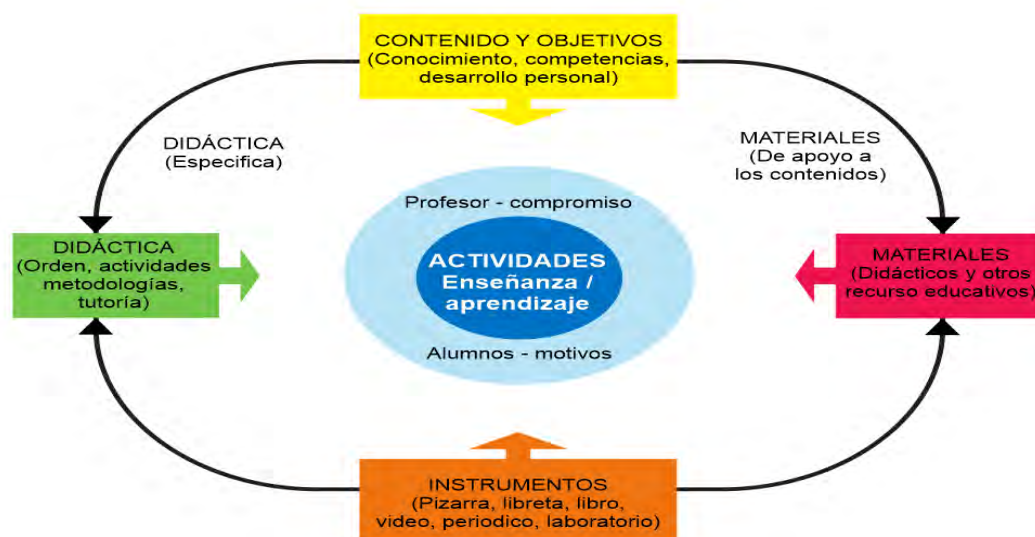 CONTENIDO Y OBJETIVOS
(Conocimiento, competencias,
desarrollo personal)
DIDÁCTICA
(Especifica)
MATERIALES
(De apoyo a
los contenidos)
Profesor - compromiso
DIDÁCTICA
(Orden, actividades
metodologías,
tutoría)
ACTIVIDADES
Enseñanza /
aprendizaje
MATERIALES
(Didácticos y otros
recurso educativos)
Alumnos - motivos
INSTRUMENTOS
(Pizarra, libreta, libro,
video, periodico, laboratorio)